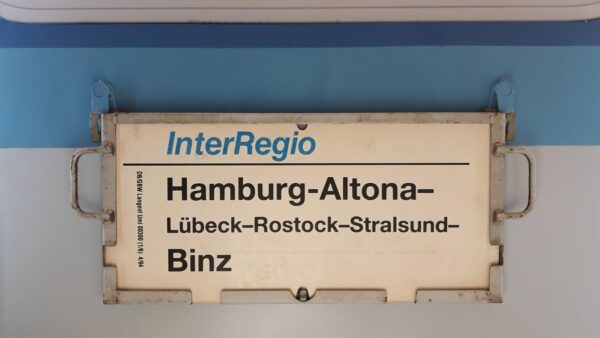 InterRegio
Hamburg-Altona–
Lübeck–Rostock–Stralsund–
Binz